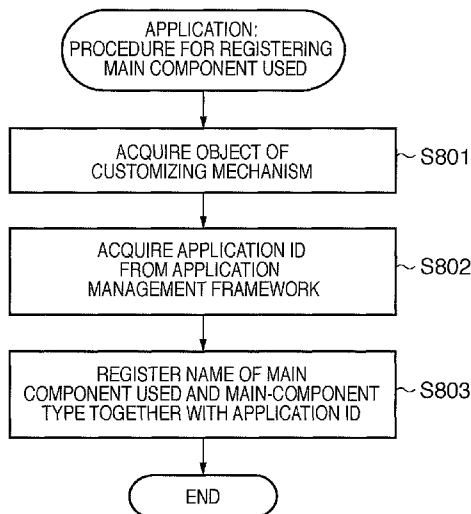 APPLICATION:
PROCEDURE FOR REGISTERING
MAIN COMPONENT USED
ACQUIRE OBJECT OF
CUSTOMIZING MECHANISM
S801
ACQUIRE APPLICATION ID
FROM APPLICATION
MANAGEMENT FRAMEWORK
S802
REGISTER NAME OF MAIN
COMPONENT USED AND MAIN-COMPONENT
TYPE TOGETHER WITH APPLICATION ID
S803
END